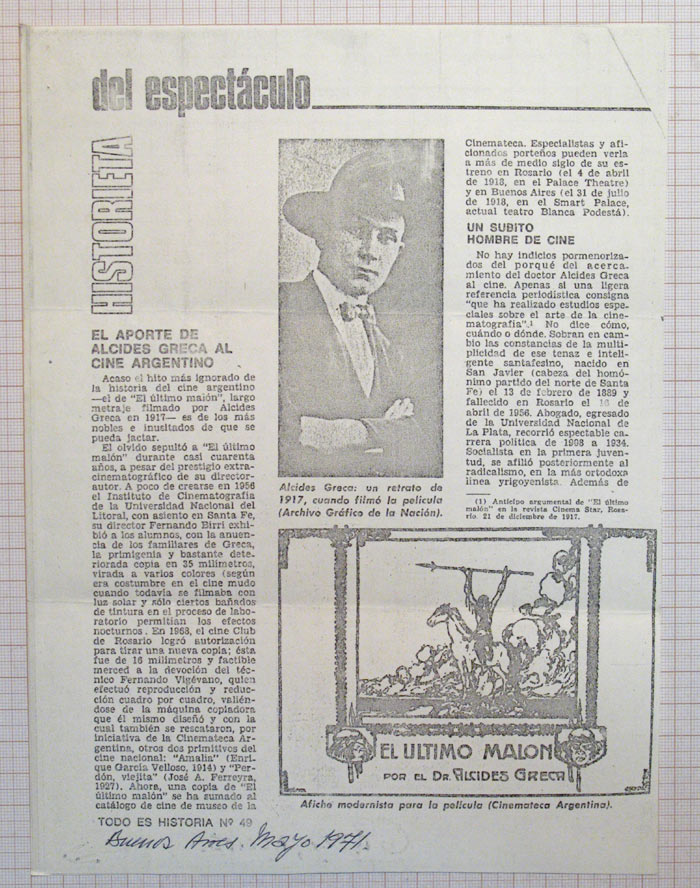 del espectáculo
HISTORIETA
EL APORTE DE
ALCIDES GRECA AL
CINE ARGENTINO
Acaso el hito más ignorado de
la historia del cine argentino
—el de "El último malón", largo
metraje filmado por Alcides
Greca en 1917— es de los más
nobles e inusitados de que se
pueda jactar.
El olvido sepultó a "El último
malón" durante casi cuarenta
años, a pesar del prestigio extra-
cinematográfico de su director-
autor. A poco de crearse en 1956
el Instituto de Cinematografía
de la Universidad Nacional del
Litoral, con asiento en Santa Fe,
su director Fernando Birri exhi-
bió a los alumnos, con la anuen-
cia de los familiares de Greca,
la primigenia y bastante dete-
riorada copia en 35 milímetros,
virada a varios colores (según
era costumbre en el cine mudo
cuando todavía se filmaba con
luz solar y sólo ciertos bañados
de tintura en el proceso de labo-
ratorio permitían los efectos
nocturnos. En 1968, el cine Club
de Rosario logró autorización
para tirar una nueva copia; ésta
fue de 16 milímetros y factible
merced a la devoción del téc-
nico Fernando Vigévano, quien
efectuó reproducción y reduc-
ción cuadro por cuadro, valién-
dose de la máquina copiadora
que él mismo diseñó y con la
cual también se rescataron, por
iniciativa de la Cinemateca Ar-
gentina, otros dos primitivos del
cine nacional: "Amalia" (Enri-
que García Velloso, 1914) y "Per-
dón, viejita" (José A. Ferreyra,
1927). Ahora, una copia de "El
último malón" se ha sumado al
catálogo de cine de museo de la
Alcides Greca: un retrato de
1917, cuando filmó la película
(Archivo Gráfico de la Nación).
Cinemateca. Especialistas y afi-
cionados porteños pueden verla
a más de medio siglo de su es-
treno en Rosario (el 4 de abril
de 1918, en el Palace Theatre)
y en Buenos Aires (el 31 de julio
de 1918, en el Smart Palace,
actual teatro Blanca Podestá).
UN SUBITO
HOMBRE DE CINE
No hay indicios pormenoriza-
dos del porqué del acerca-
miento del doctor Alcides Greca
al cine. Apenas si una ligera
referencia periodística consigna
"que ha realizado estudios espe-
ciales sobre el arte de la cine-
matografía".¹ No dice cómo,
cuándo o dónde. Sobran en cam-
bio las constancias de la multi-
plicidad de ese tenaz e inteli-
gente santafesino, nacido en
San Javier (cabeza del homó-
nimo partido del norte de Santa
Fe) el 13 de febrero de 1889 y
fallecido en Rosario el 16 de
abril de 1956. Abogado, egresado
de la Universidad Nacional de
La Plata, recorrió espectable ca-
rrera política de 1908 a 1934.
Socialista en la primera juven-
tud, se afilió posteriormente al
radicalismo, en la más ortodoxa
línea yrigoyenista. Además de
(1) Anticipo argumental de "El último
malón" en la revista Cinema Star, Rosa-
rio 21 de diciembre de 1917.
EL ULTIMO MALON
POR EL DR. ALCIDES GRECA
Afiche modernista para la película (Cinemateca Argentina).
TODO ES HISTORIA Nº 49
Buenos Aires. Mayo 1971.